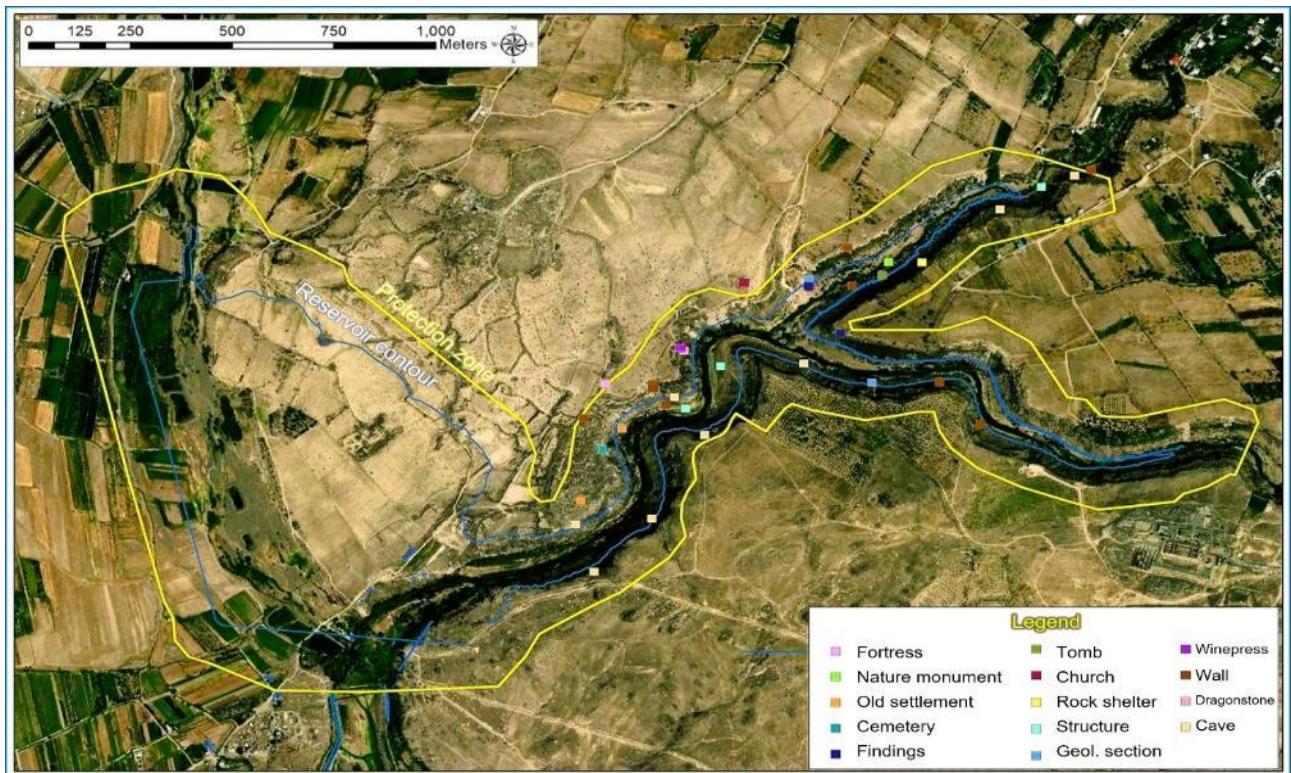 0 125 250 500 750 1,000
Meters
N
W E
S
Protection zone
Reservoir contour
Legend
Fortress
Nature monument
Old settlement
Cemetery
Findings
Tomb
Church
Rock shelter
Structure
Geol. section
Winepress
Wall
Dragonstone
Cave